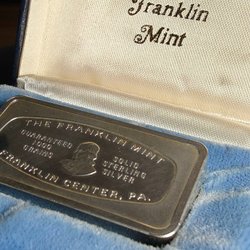 Franklin
Mint
THE FRANKLIN MINT
GUARANTEED
1000
GRAINS
SOLID
STERLING
SILVER
FRANKLIN CENTER, PA.